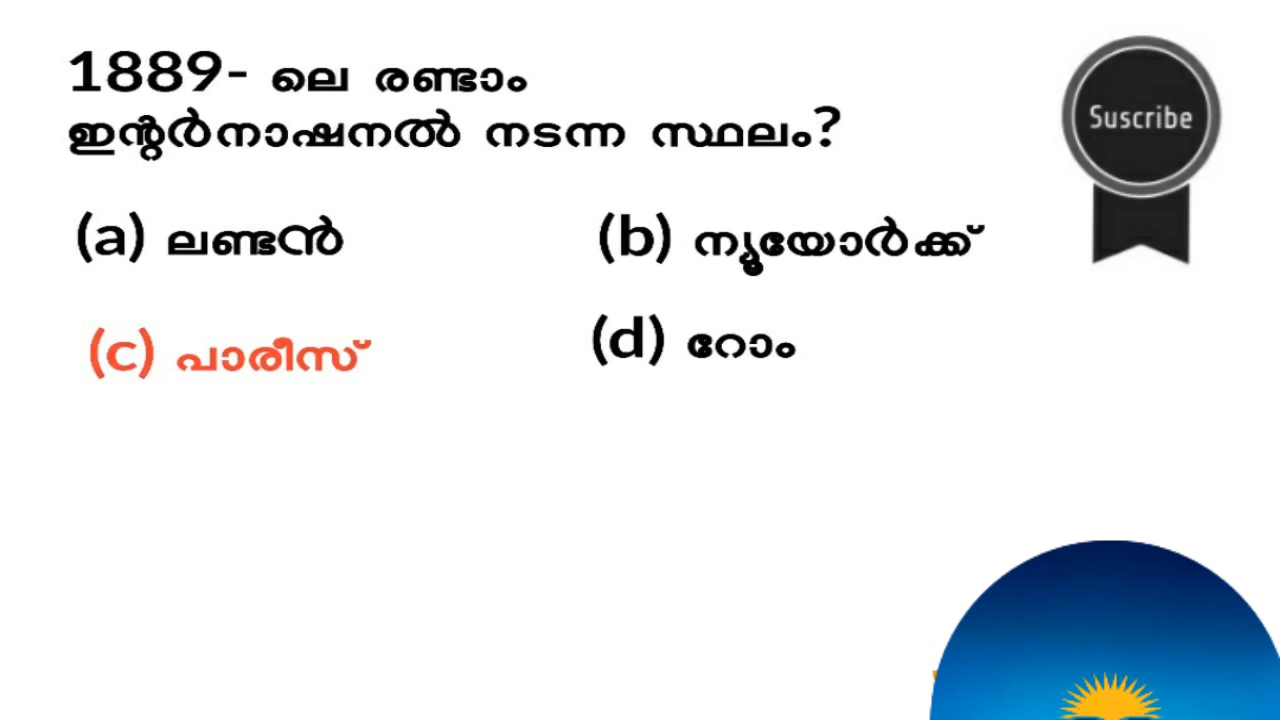 1889- ലെ രണ്ടാം
ഇന്റർനാഷനൽ നടന്ന സ്ഥലം?
Suscribe
(a) ലണ്ടൻ
(b) ന്യൂയോർക്ക്
(c) പാരീസ്
(d) റോം